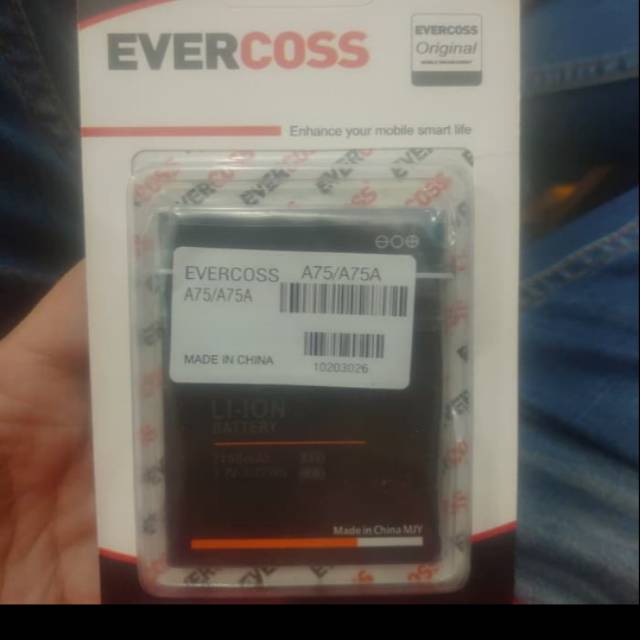 EVERCOSS
EVERCOSS
Original
Enhance your mobile smart life
EVERCOSS A75/A75A
A75/A75A
MADE IN CHINA
10203026
LI-ION
BATTERY
Made in China MJY